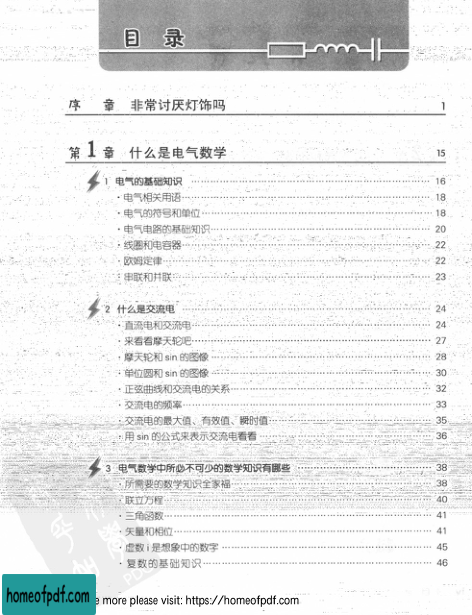 目 录
序 章 非常讨厌灯饰吗 1
第1章 什么是电气数学 15
1 电气的基础知识 16
·电气相关用语 18
·电气的符号和单位 18
·电气电路的基础知识 20
·线圈和电容器 22
·欧姆定律 22
·串联和并联 23
2 什么是交流电 24
·直流电和交流电 24
·来看看摩天轮吧 27
·摩天轮和 sin 的图像 28
·单位圆和 sin 的图像 30
·正弦曲线和交流电的关系 32
·交流电的频率 33
·交流电的最大值、有效值、瞬时值 35
·用 sin 的公式来表示交流电看看 36
3 电气数学中所必不可少的数学知识有哪些 38
·所需要的数学知识全家福 38
·联立方程 40
·三角函数 41
·矢量和相位 41
·虚数 i 是想象中的数字 45
·复数的基础知识 46
homeofpdf.com
e more please visit: https://homeofpdf.com